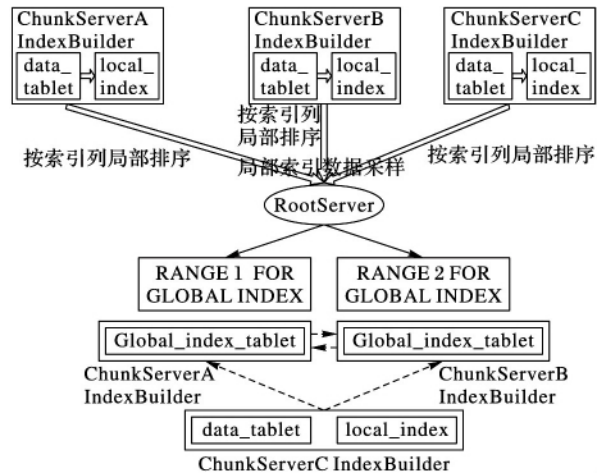 ChunkServerA
IndexBuilder
data_
tablet
local_
index
ChunkServerB
IndexBuilder
data_
tablet
local_
index
ChunkServerC
IndexBuilder
data_
tablet
local_
index
按索引列局部排序
按索引列
局部排序
按索引列局部排序
局部索引数据采样
RootServer
RANGE 1 FOR
GLOBAL INDEX
RANGE 2 FOR
GLOBAL INDEX
Global_index_tablet
Global_index_tablet
ChunkServerA
IndexBuilder
ChunkServerB
IndexBuilder
data_tablet
local_index
ChunkServerC IndexBuilder